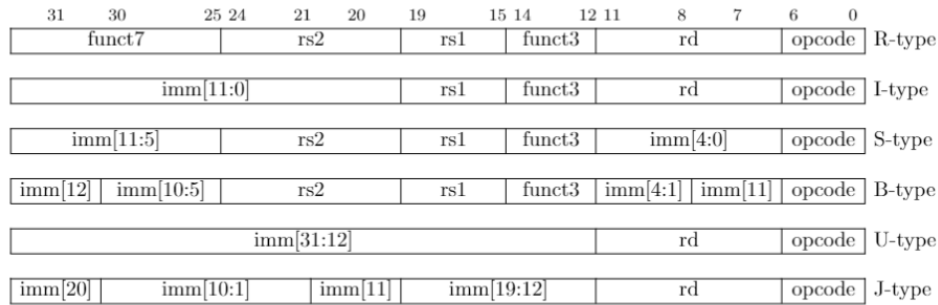 31 30 25 24 21 20 19 15 14 12 11 8 7 6 0
funct7 rs2 rs1 funct3 rd opcode R-type
imm[11:0] rs1 funct3 rd opcode I-type
imm[11:5] rs2 rs1 funct3 imm[4:0] opcode S-type
imm[12] imm[10:5] rs2 rs1 funct3 imm[4:1] imm[11] opcode B-type
imm[31:12] rd opcode U-type
imm[20] imm[10:1] imm[11] imm[19:12] rd opcode J-type